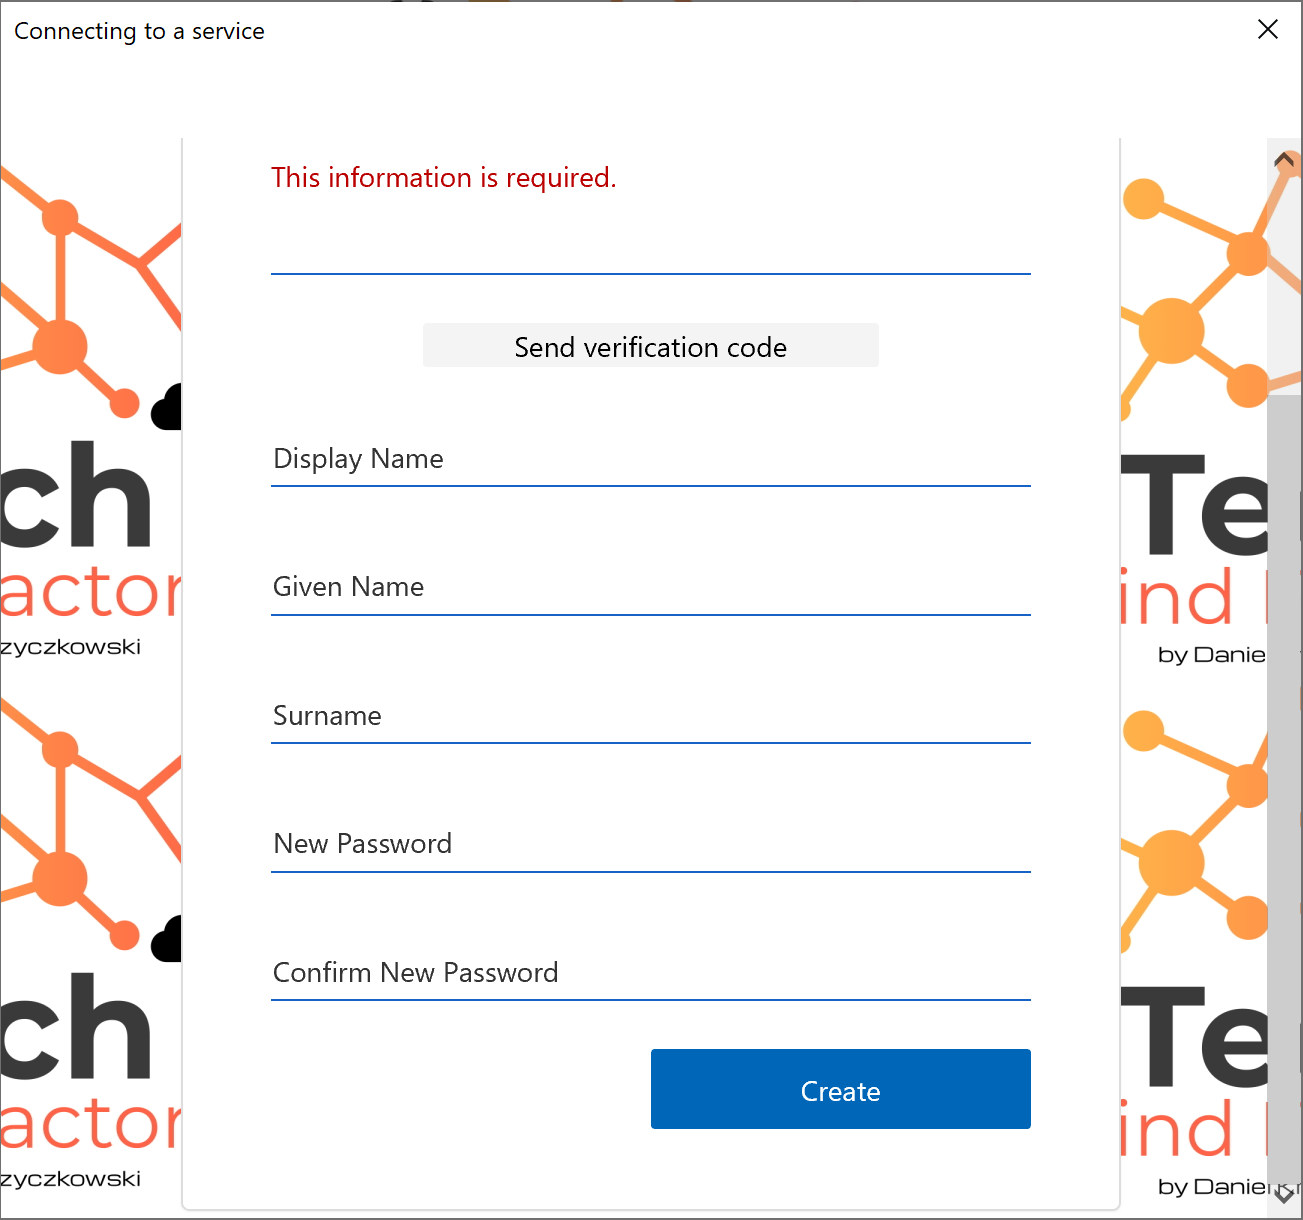 Connecting to a service
This information is required.
Send verification code
Display Name
Given Name
Surname
New Password
Confirm New Password
Create
ch
actor
zyczkowski
Te
ind
by Danie
ch
actor
zyczkowski
Te
ind
by Danie